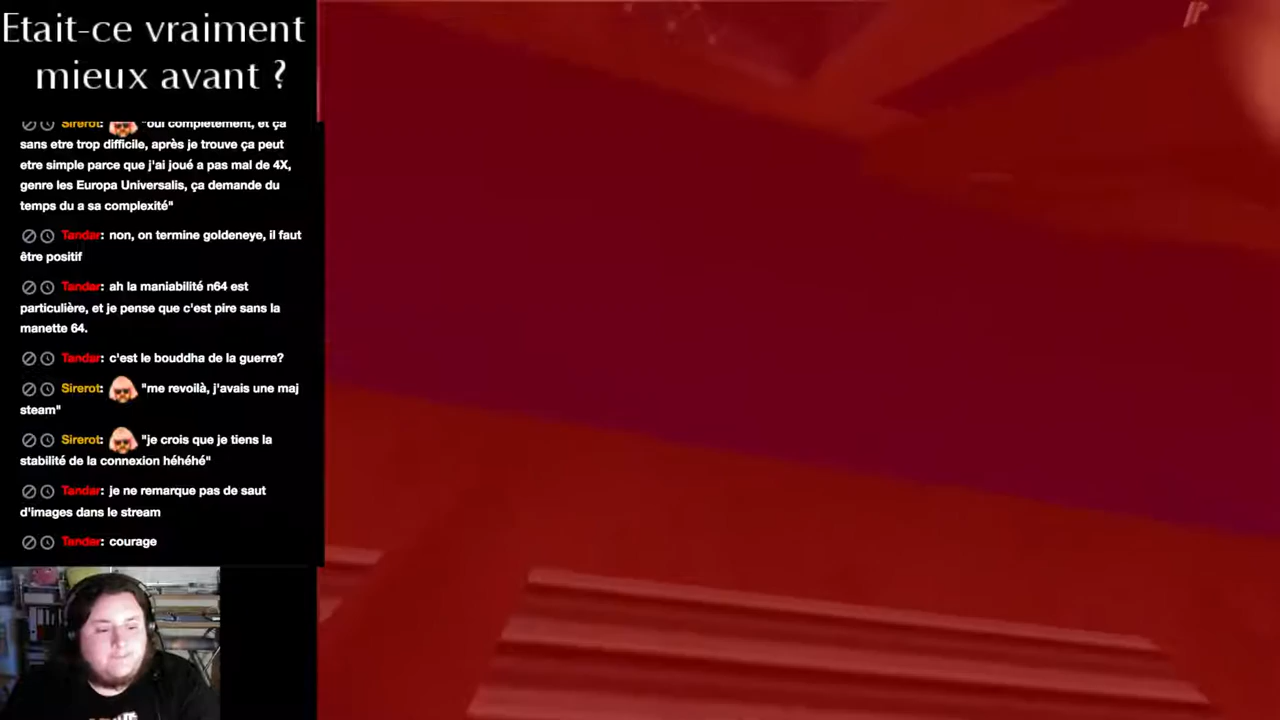 Etait-ce vraiment
mieux avant ?
Sirerot: "oui complètement, et ça
sans etre trop difficile, après je trouve ça peut
etre simple parce que j'ai joué a pas mal de 4X,
genre les Europa Universalis, ça demande du
temps du a sa complexité"
Tandar: non, on termine goldeneye, il faut
être positif
Tandar: ah la maniabilité n64 est
particulière, et je pense que c'est pire sans la
manette 64.
Tandar: c'est le bouddha de la guerre?
Sirerot: "me revoilà, j'avais une maj
steam"
Sirerot: "je crois que je tiens la
stabilité de la connexion héhéhé"
Tandar: je ne remarque pas de saut
d'images dans le stream
Tandar: courage